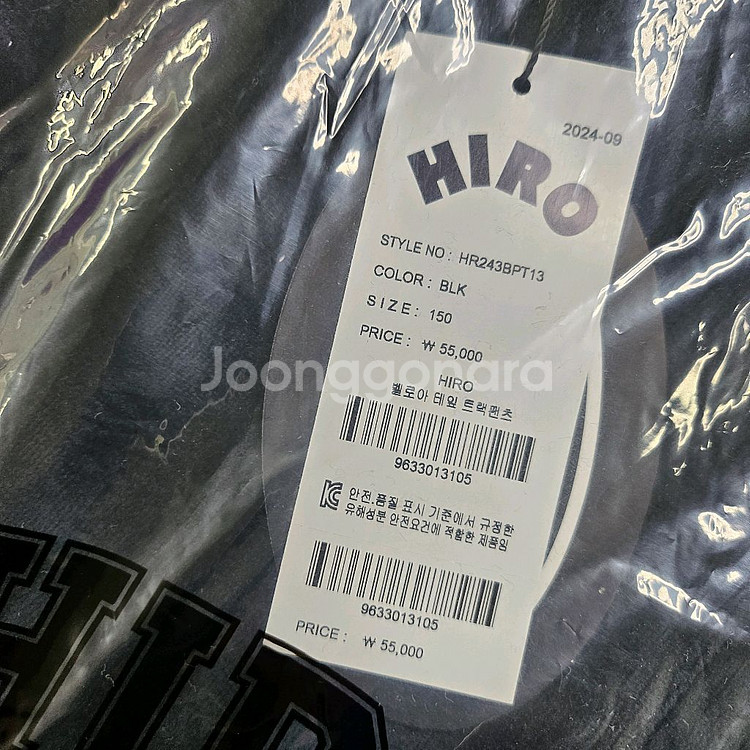 2024-09
HIRO
STYLE NO : HR243BPT13
COLOR : BLK
SIZE : 150
PRICE : ₩ 55,000
Joonggonara
HIRO
벨로아 테잎 트랙팬츠
9633013105
안전.품질 표시 기준에서 규정한
유해성분 안전요건에 적합한 제품임
9633013105
PRICE : ₩ 55,000